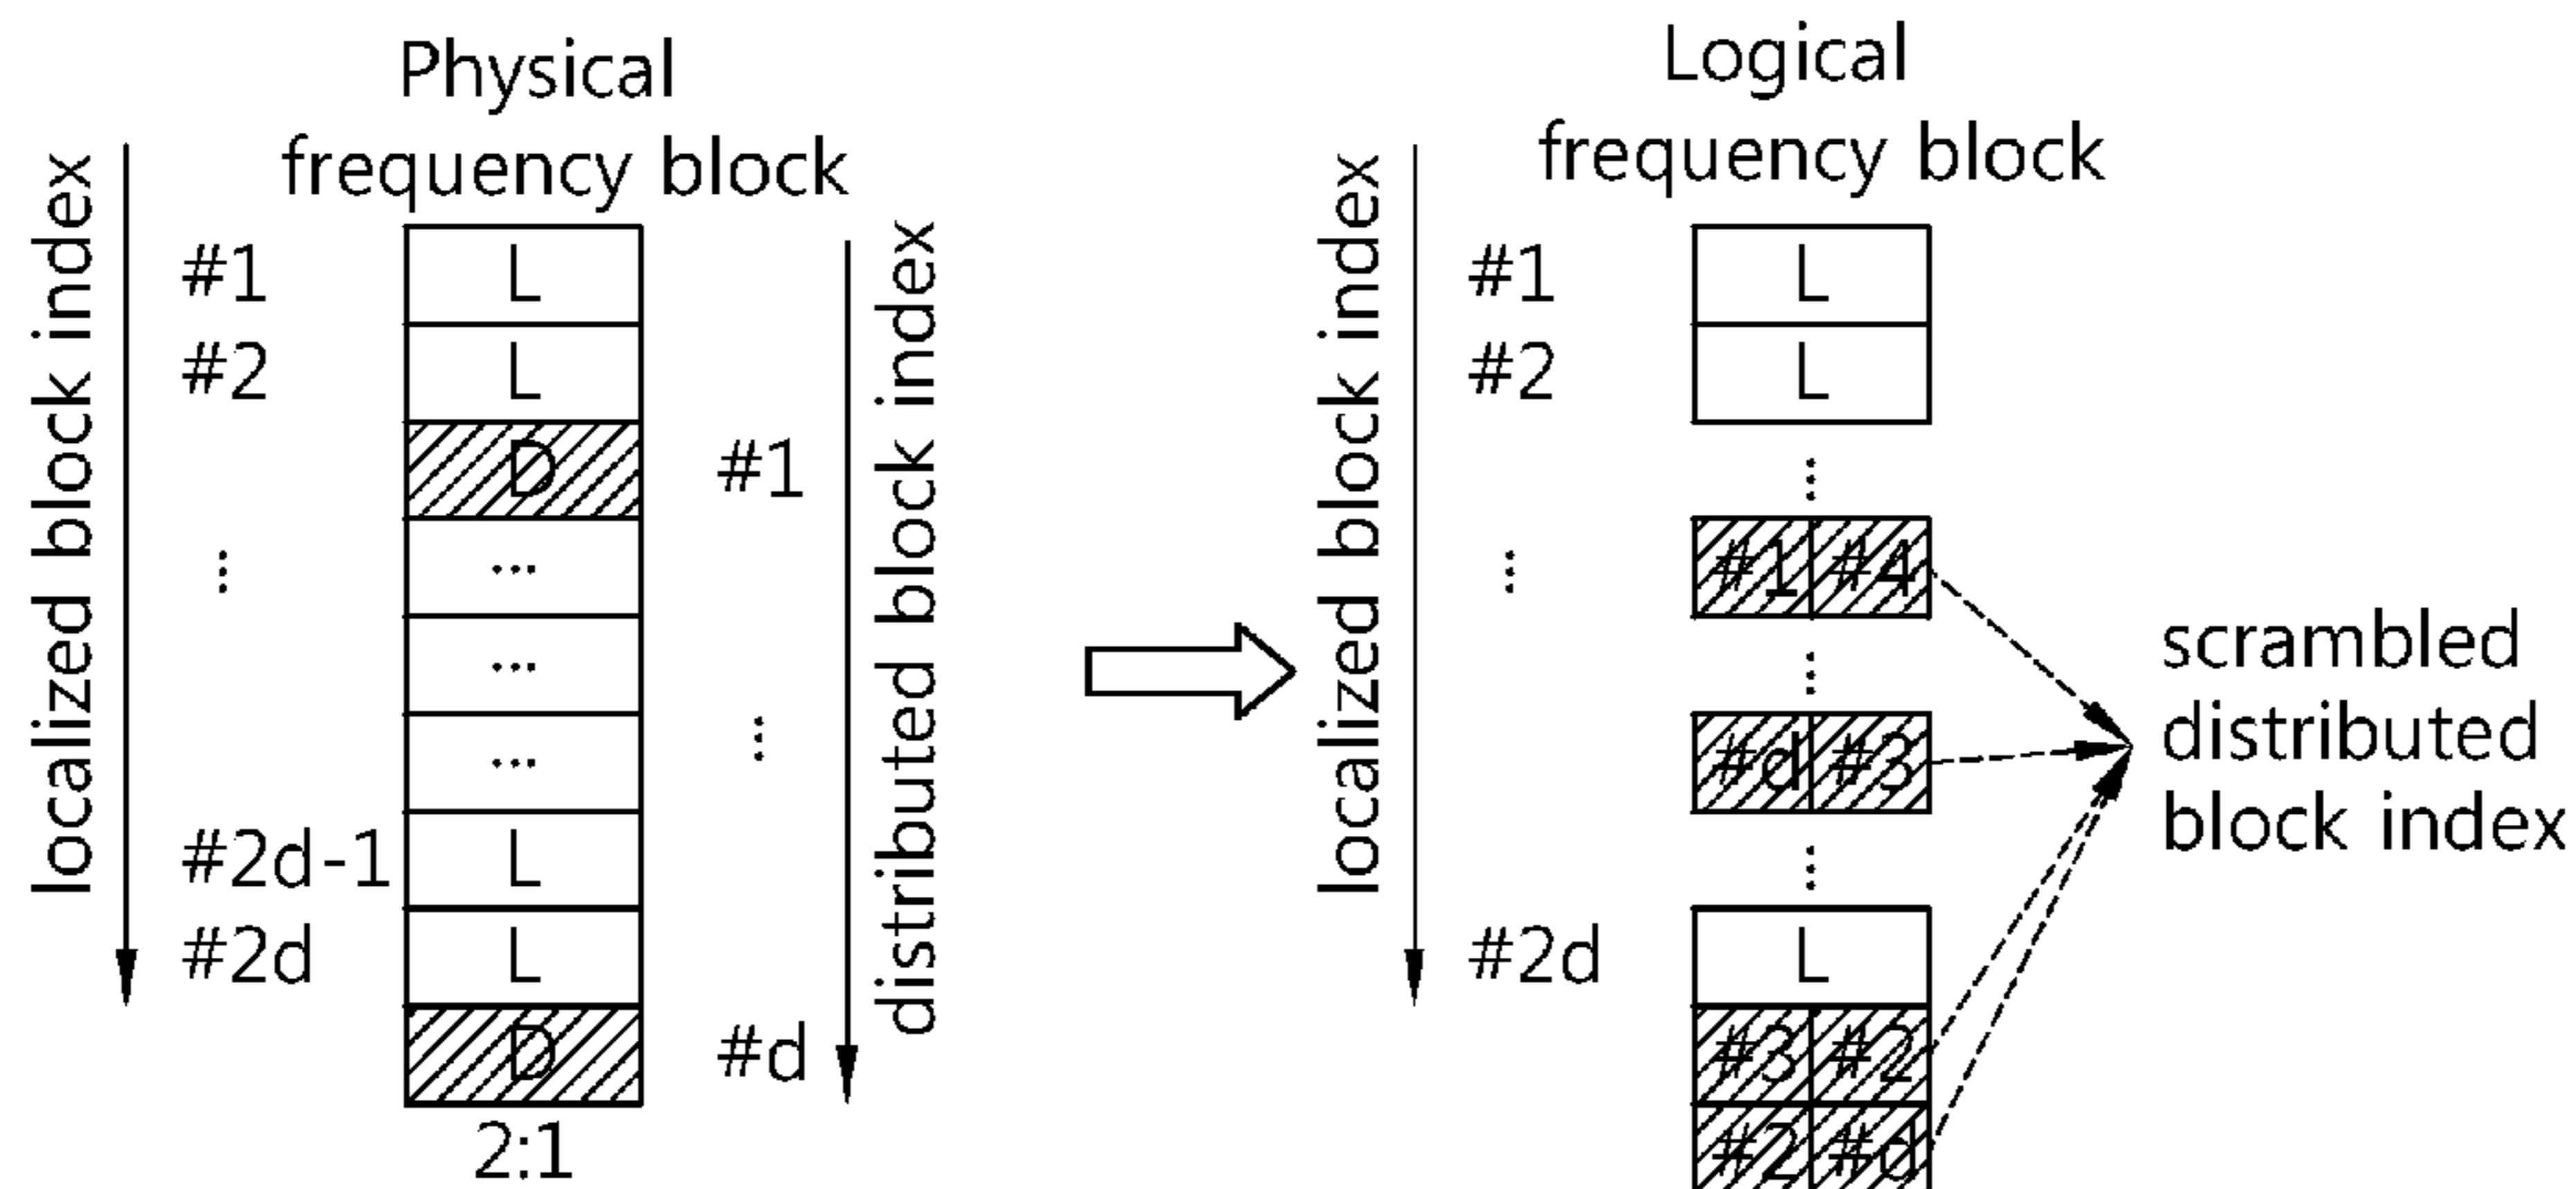 Physical
frequency block
localized block index
#1
L
#2
L
D
#1
...
...
...
...
...
#2d-1
L
#2d
L
D
#d
2:1
distributed block index
Logical
frequency block
localized block index
#1
L
#2
L
...
...
#1 #4
...
#d #3
...
#2d
L
#3 #2
#2 #d
scrambled
distributed
block index